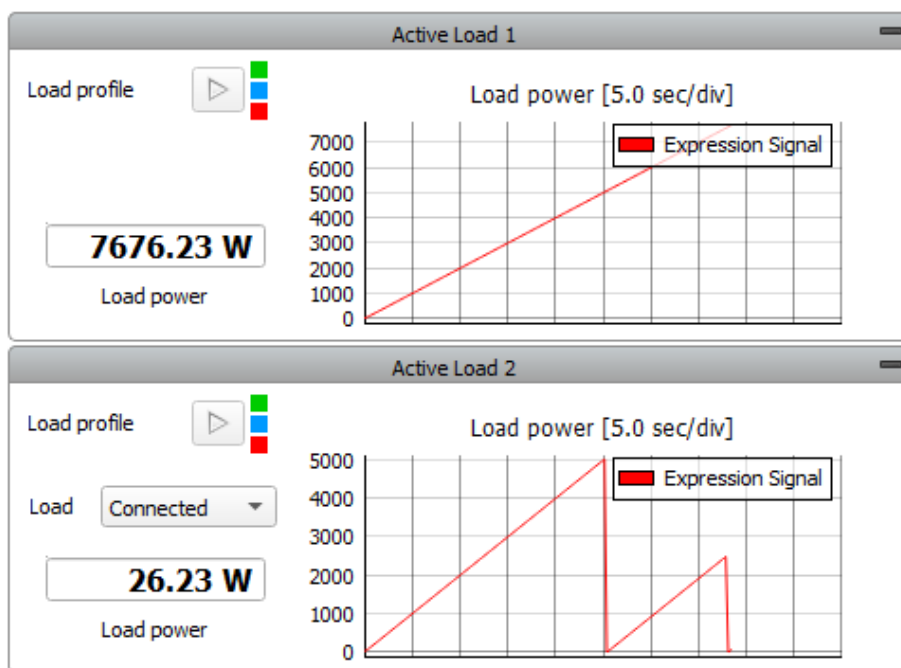 Active Load 1
Load profile
Load power [5.0 sec/div]
Expression Signal
7000
6000
5000
4000
3000
2000
1000
0
7676.23 W
Load power
Active Load 2
Load profile
Load power [5.0 sec/div]
Expression Signal
5000
4000
3000
2000
1000
0
Load Connected
26.23 W
Load power